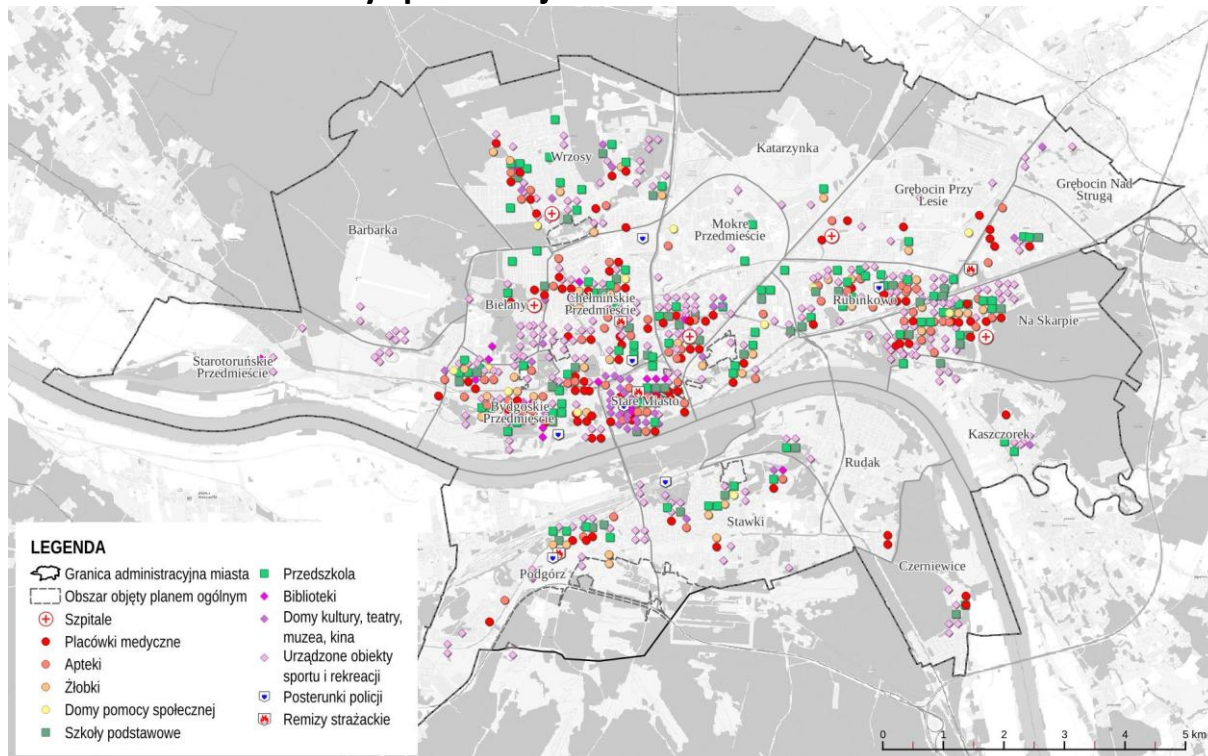 Wrzosy
Katarzynka
Grębocin Przy
Lesie
Grębocin Nad
Strugą
Barbarka
Mokre
Przedmieście
Bielany
Chełmińskie
Przedmieście
Rubinkowo
Na Skarpie
Starotoruńskie
Przedmieście
Bydgoskie
Przedmieście
Stare Miasto
Kaszczorek
Rudak
Stawki
Podgórz
Czerniewice
LEGENDA
Granica administracyjna miasta
Obszar objęty planem ogólnym
Szpitale
Placówki medyczne
Apteki
Żłobki
Domy pomocy społecznej
Szkoły podstawowe
Przedszkola
Biblioteki
Domy kultury, teatry,
muzea, kina
Urządzone obiekty
sportu i rekreacji
Posterunki policji
Remizy strażackie
0 1 2 3 4 5 km